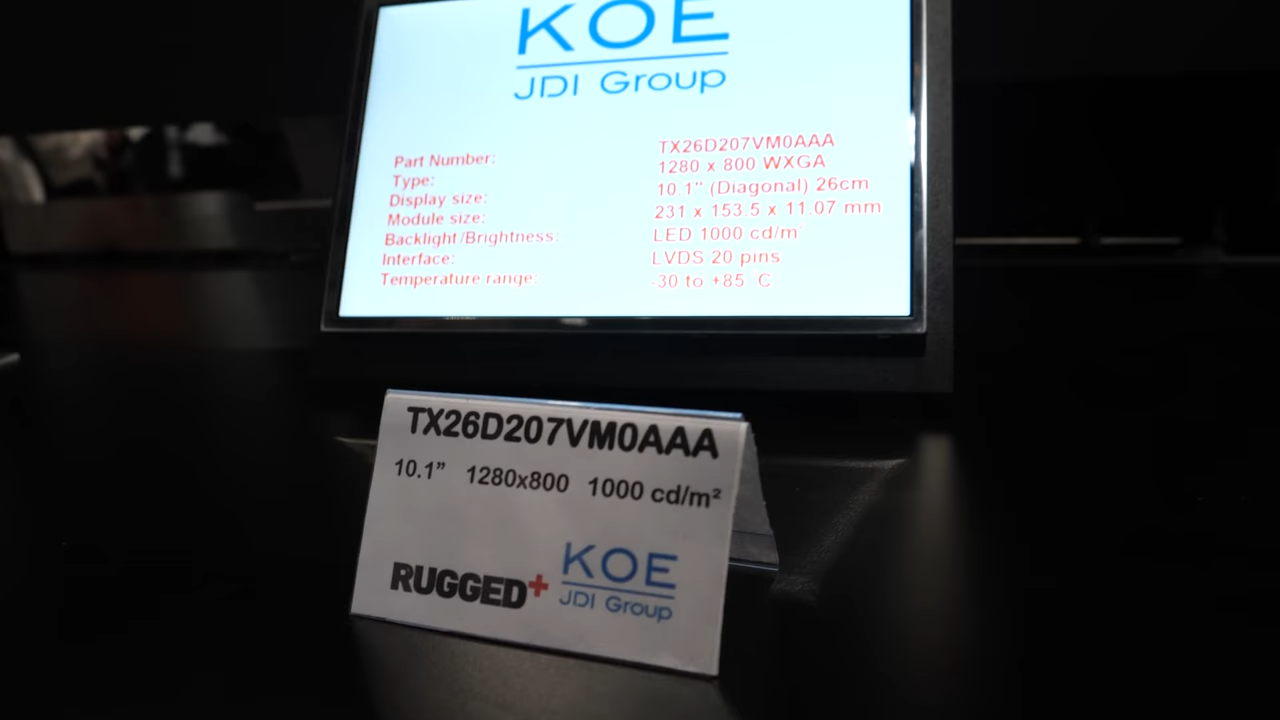 KOE
JDI Group
Part Number: TX26D207VM0AAA
Type: 1280 x 800 WXGA
Display size: 10.1" (Diagonal) 26cm
Module size: 231 x 153.5 x 11.07 mm
Backlight /Brightness: LED 1000 cd/m²
Interface: LVDS 20 pins
Temperature range: -30 to +85 C
TX26D207VM0AAA
10.1” 1280x800 1000 cd/m²
RUGGED+
KOE
JDI Group